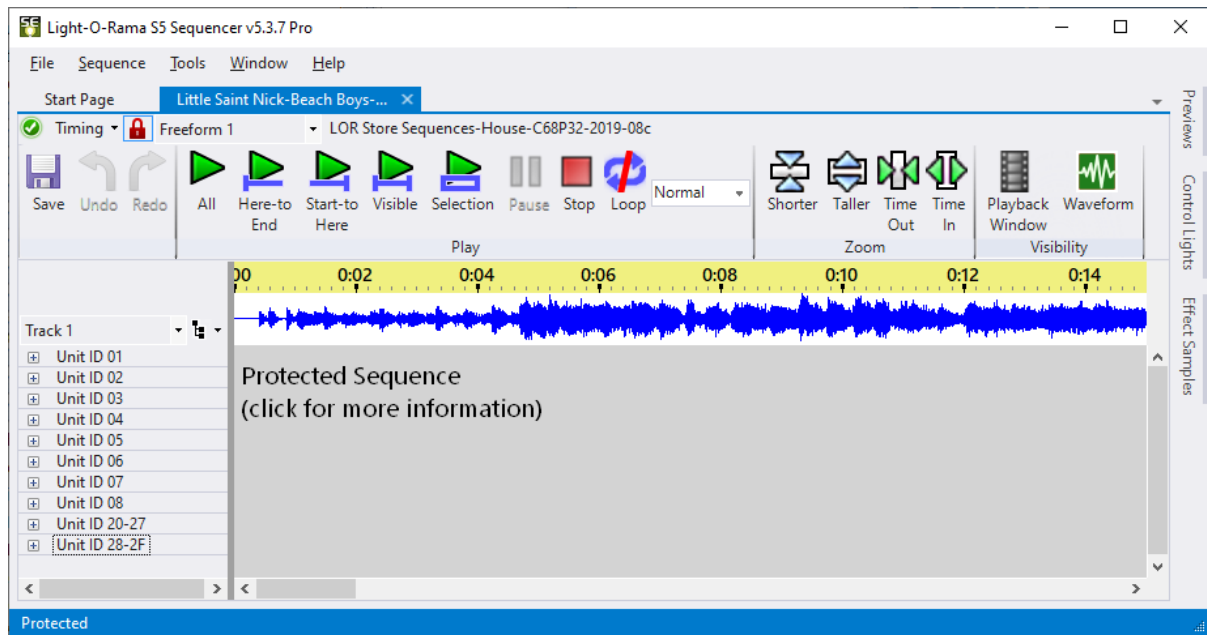 Light-O-Rama S5 Sequencer v5.3.7 Pro
File Sequence Tools Window Help
Start Page Little Saint Nick-Beach Boys-...
Timing Freeform 1 LOR Store Sequences-House-C68P32-2019-08c
Save Undo Redo All Here-to End Start-to Here Visible Selection Pause Stop Loop Normal Shorter Taller Time Out Time In Playback Window Waveform
Play Zoom Visibility
00 0:02 0:04 0:06 0:08 0:10 0:12 0:14
Track 1
Unit ID 01
Unit ID 02
Unit ID 03
Unit ID 04
Unit ID 05
Unit ID 06
Unit ID 07
Unit ID 08
Unit ID 20-27
Unit ID 28-2F
Protected Sequence
(click for more information)
Previews
Control Lights
Effect Samples
Protected